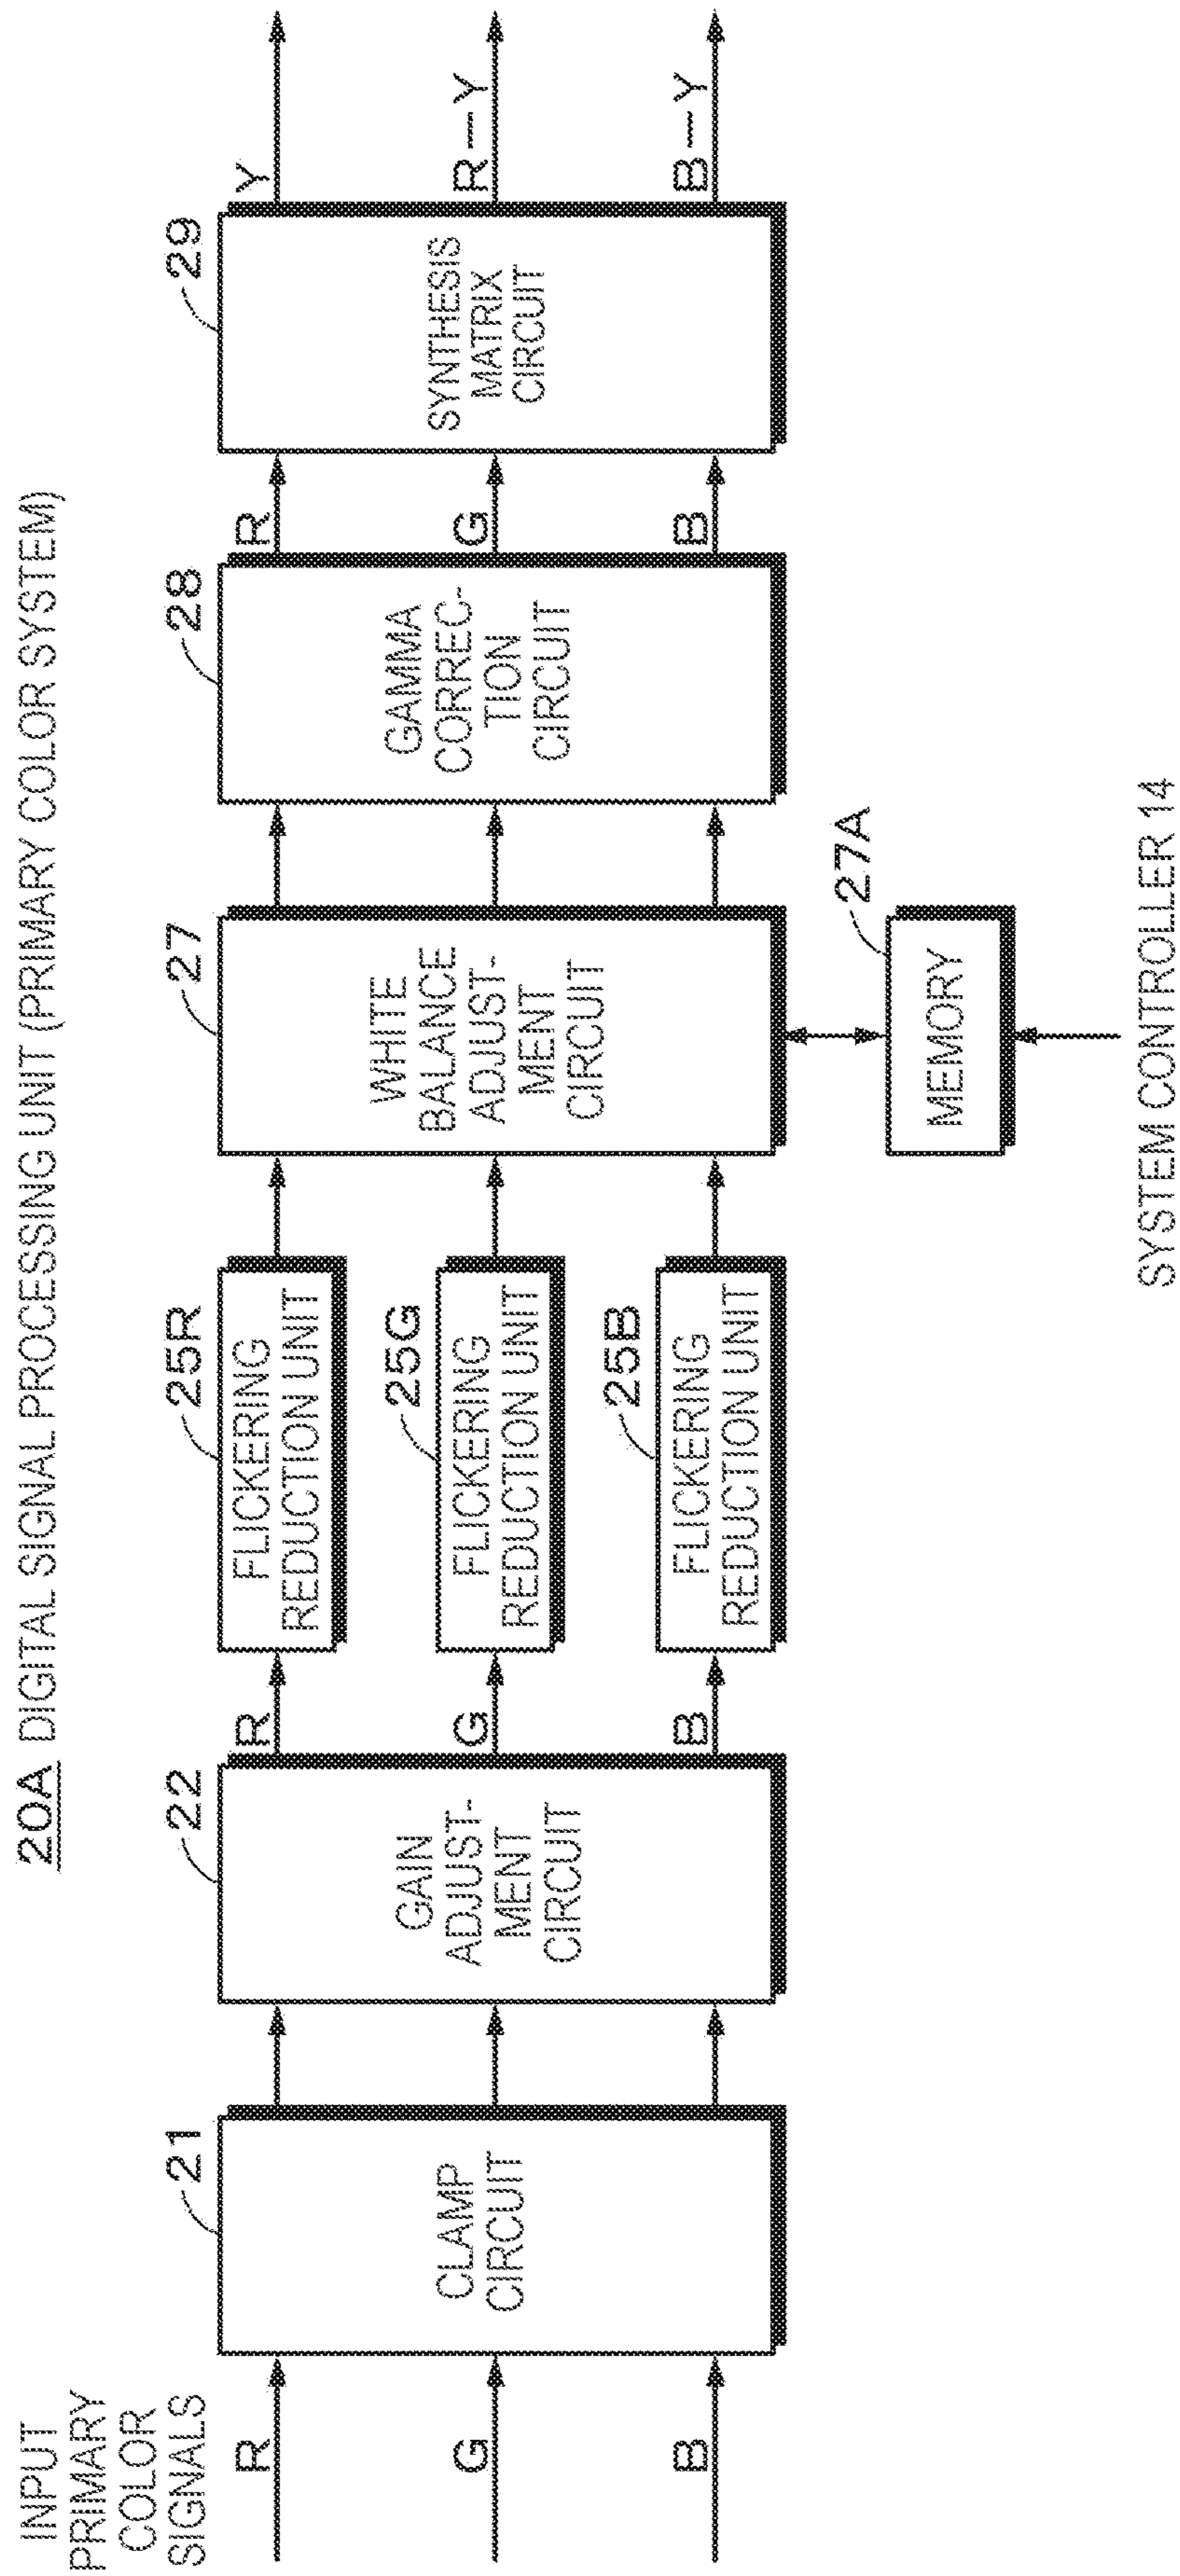 20A DIGITAL SIGNAL PROCESSING UNIT (PRIMARY COLOR SYSTEM)
INPUT
PRIMARY
COLOR
SIGNALS
R
G
B
21
CLAMP
CIRCUIT
22
GAIN
ADJUST-
MENT
CIRCUIT
R
G
B
25R
FLICKERING
REDUCTION UNIT
25G
FLICKERING
REDUCTION UNIT
25B
FLICKERING
REDUCTION UNIT
27
WHITE
BALANCE
ADJUST-
MENT
CIRCUIT
27A
MEMORY
SYSTEM CONTROLLER 14
28
GAMMA
CORREC-
TION
CIRCUIT
R
G
B
29
SYNTHESIS
MATRIX
CIRCUIT
Y
R-Y
B-Y